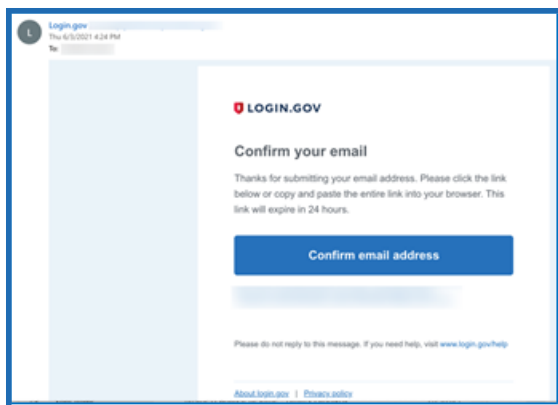 L
Login.gov
Thu 6/3/2021 4:24 PM
To:
LOGIN.GOV
Confirm your email
Thanks for submitting your email address. Please click the link
below or copy and paste the entire link into your browser. This
link will expire in 24 hours.
Confirm email address
Please do not reply to this message. If you need help, visit www.login.gov/help
About login.gov | Privacy policy